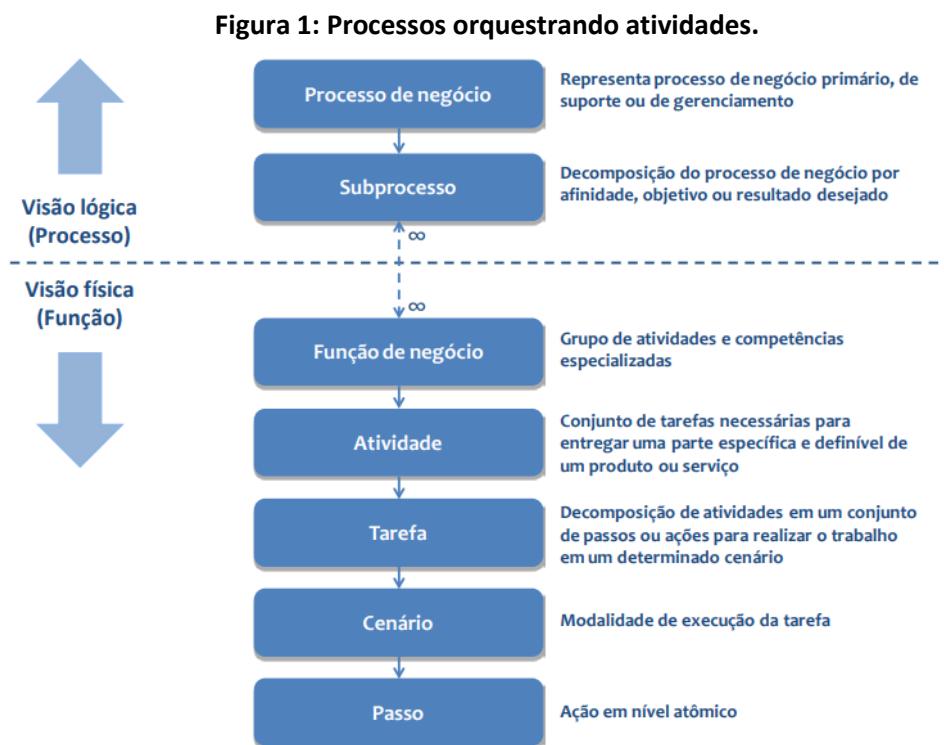 Figura 1: Processos orquestrando atividades.
Processo de negócio
Representa processo de negócio primário, de
suporte ou de gerenciamento
Subprocesso
Decomposição do processo de negócio por
afinidade, objetivo ou resultado desejado
Visão lógica
(Processo)
∞
Visão física
(Função)
∞
Função de negócio
Grupo de atividades e competências
especializadas
Atividade
Conjunto de tarefas necessárias para
entregar uma parte específica e definível de
um produto ou serviço
Tarefa
Decomposição de atividades em um conjunto
de passos ou ações para realizar o trabalho
em um determinado cenário
Cenário
Modalidade de execução da tarefa
Passo
Ação em nível atômico